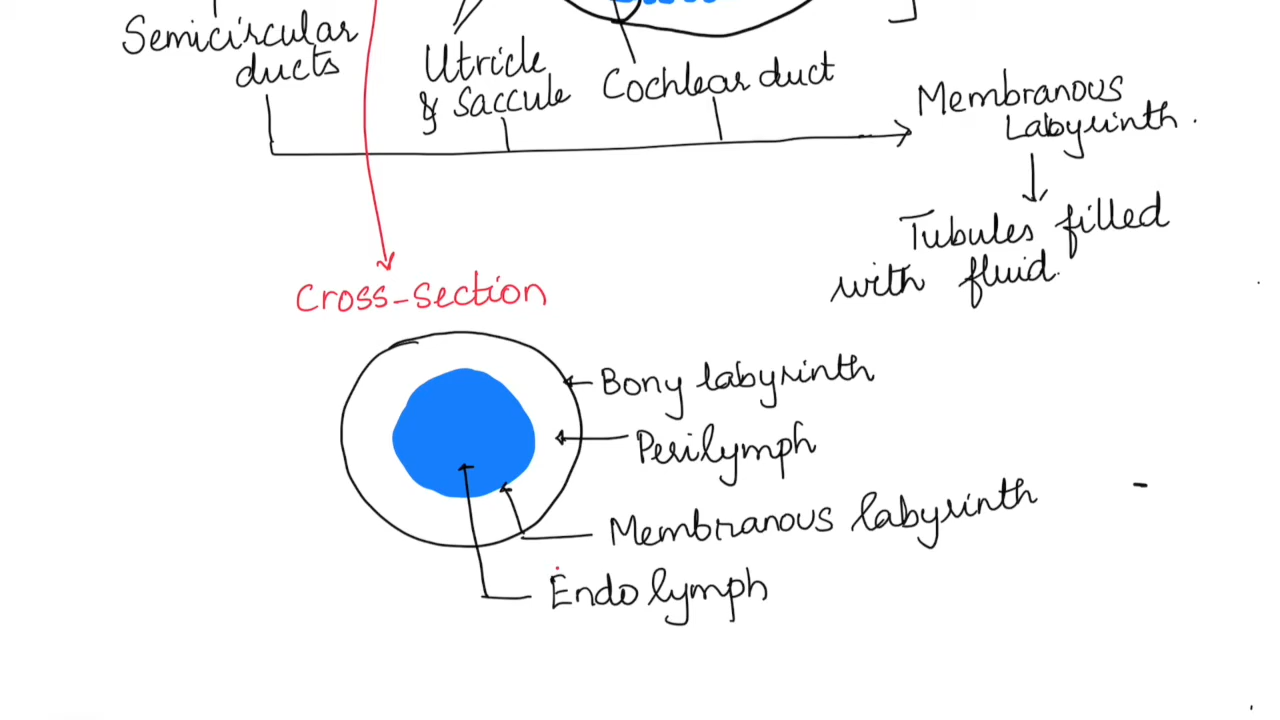 Semicircular
ducts
Utricle
& Saccule
Cochlear duct
Membranous
Labyrinth.
Tubules filled
with fluid.
Cross-section
Bony labyrinth
Perilymph
Membranous labyrinth
Endolymph